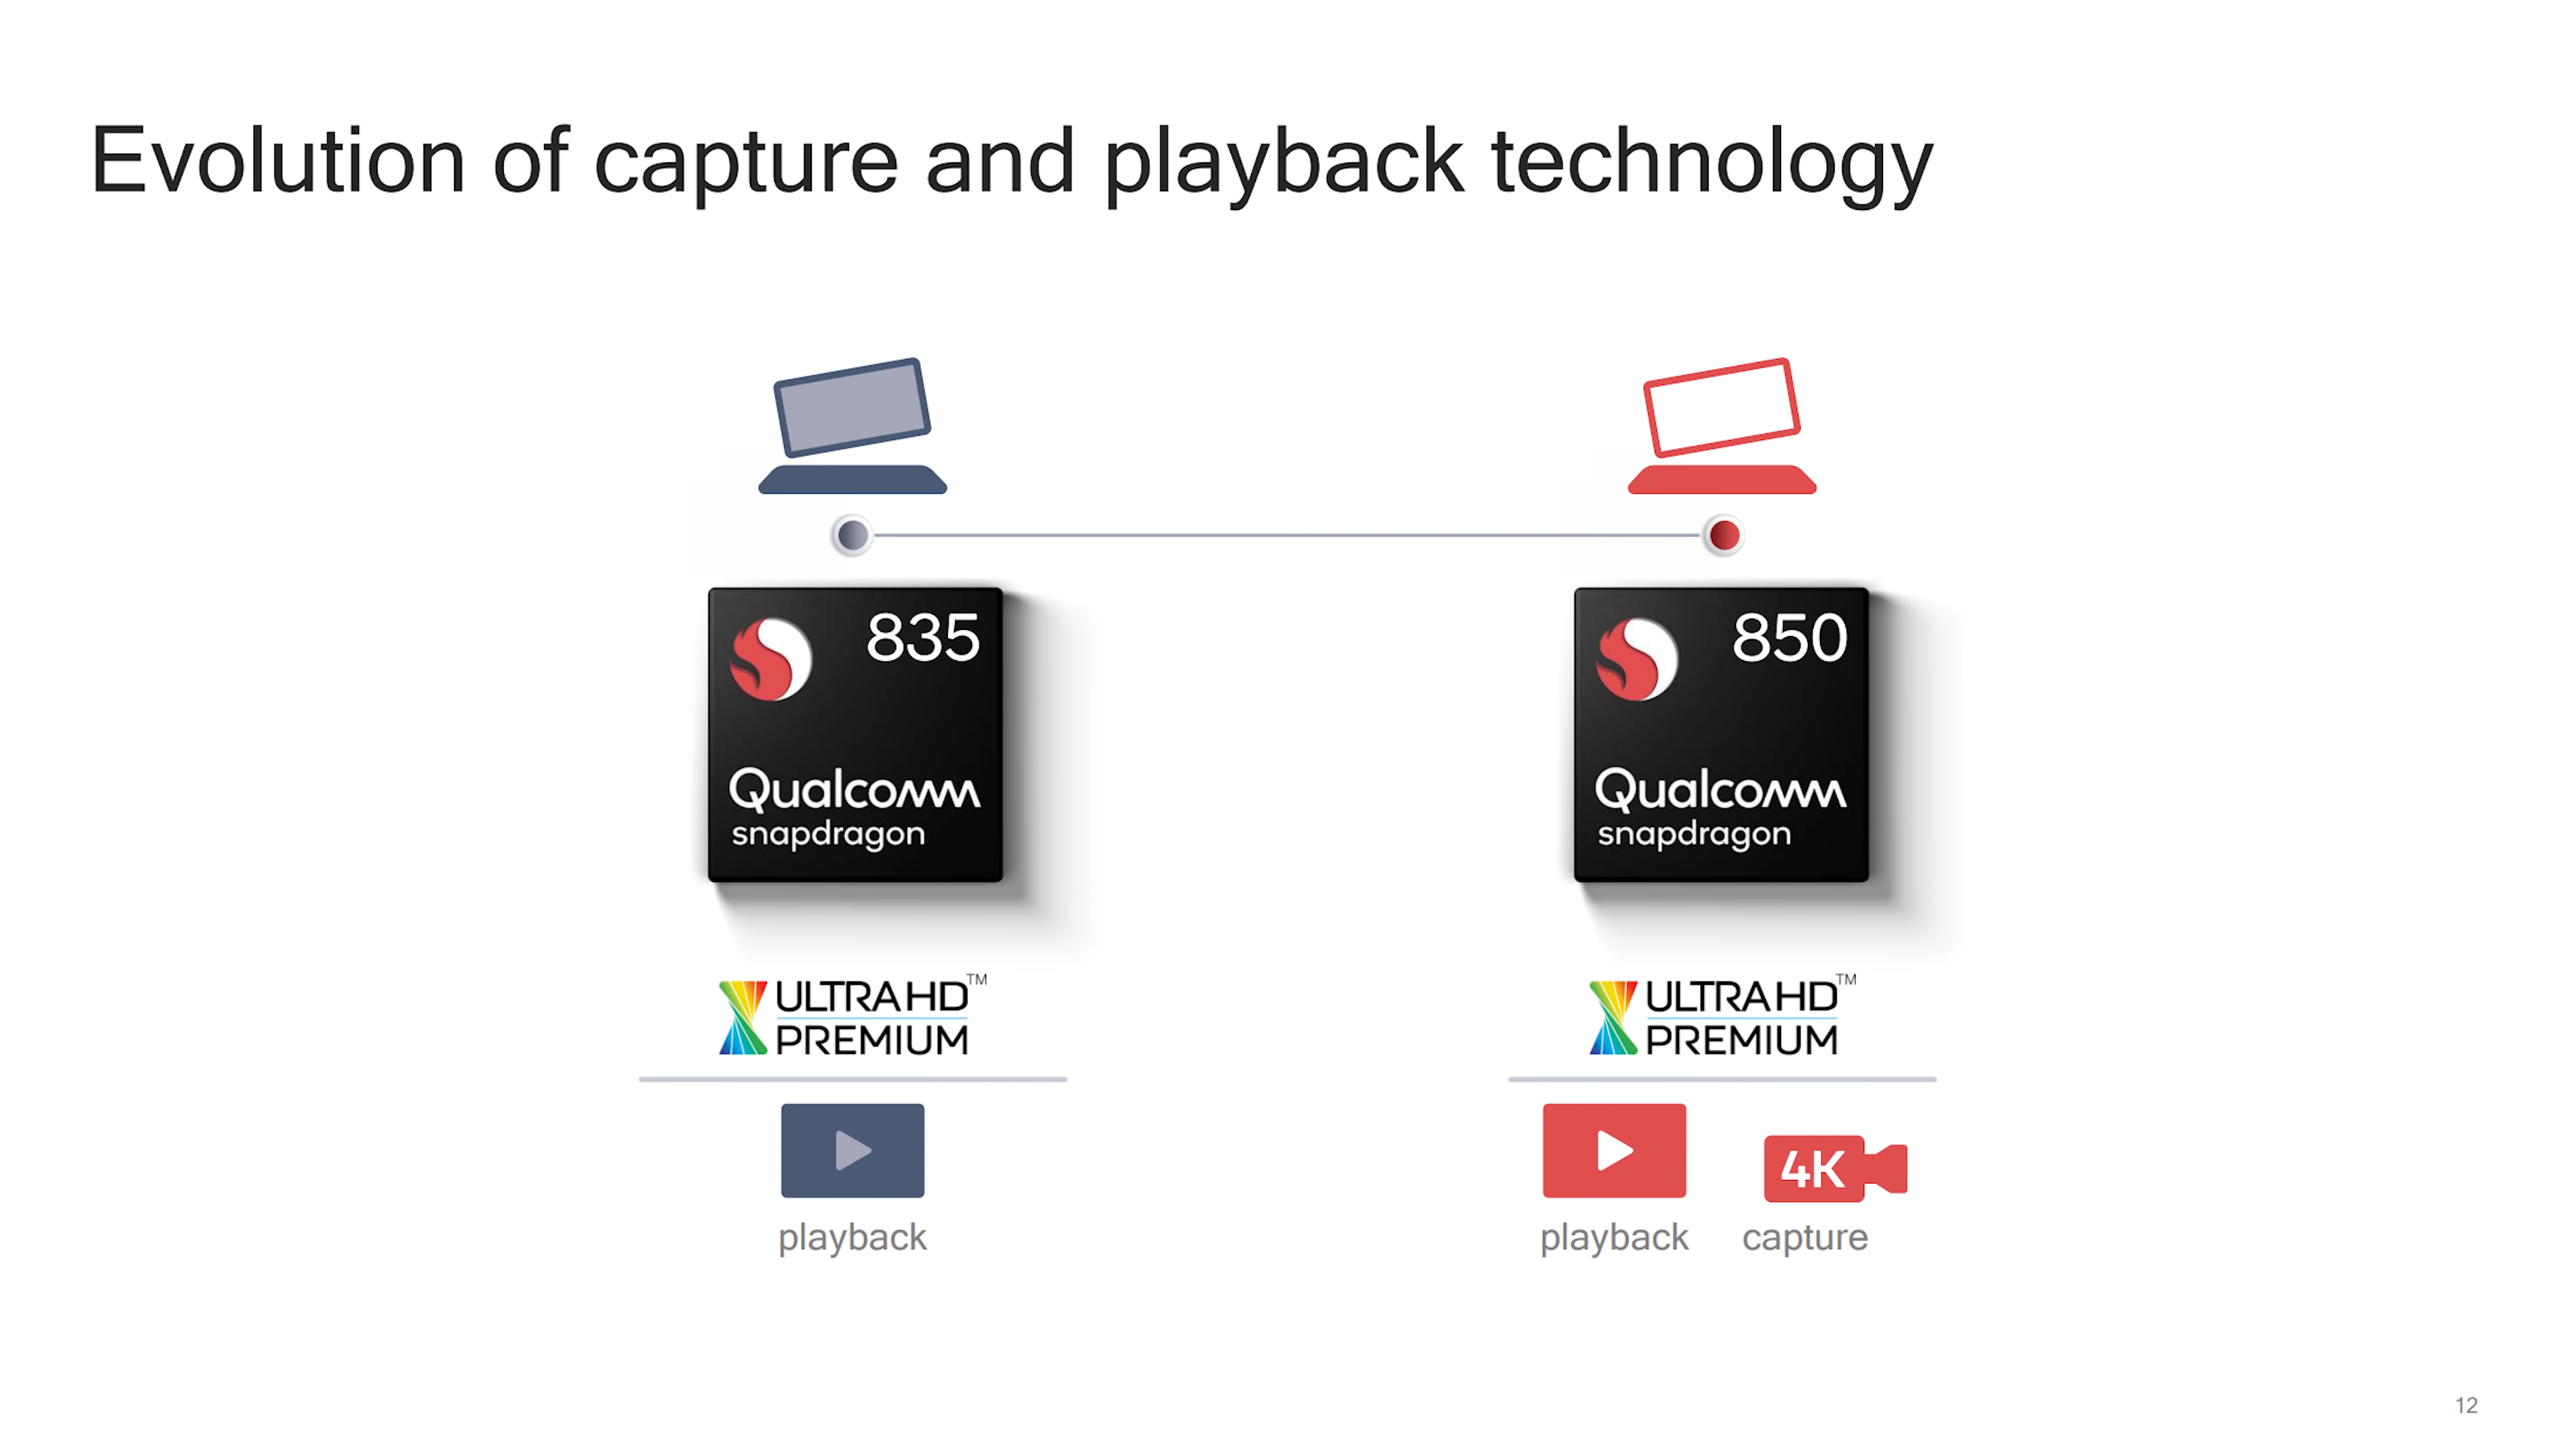 Evolution of capture and playback technology
835
Qualcomm
snapdragon
ULTRA HD™
PREMIUM
playback
850
Qualcomm
snapdragon
ULTRA HD™
PREMIUM
playback
4K
capture
12